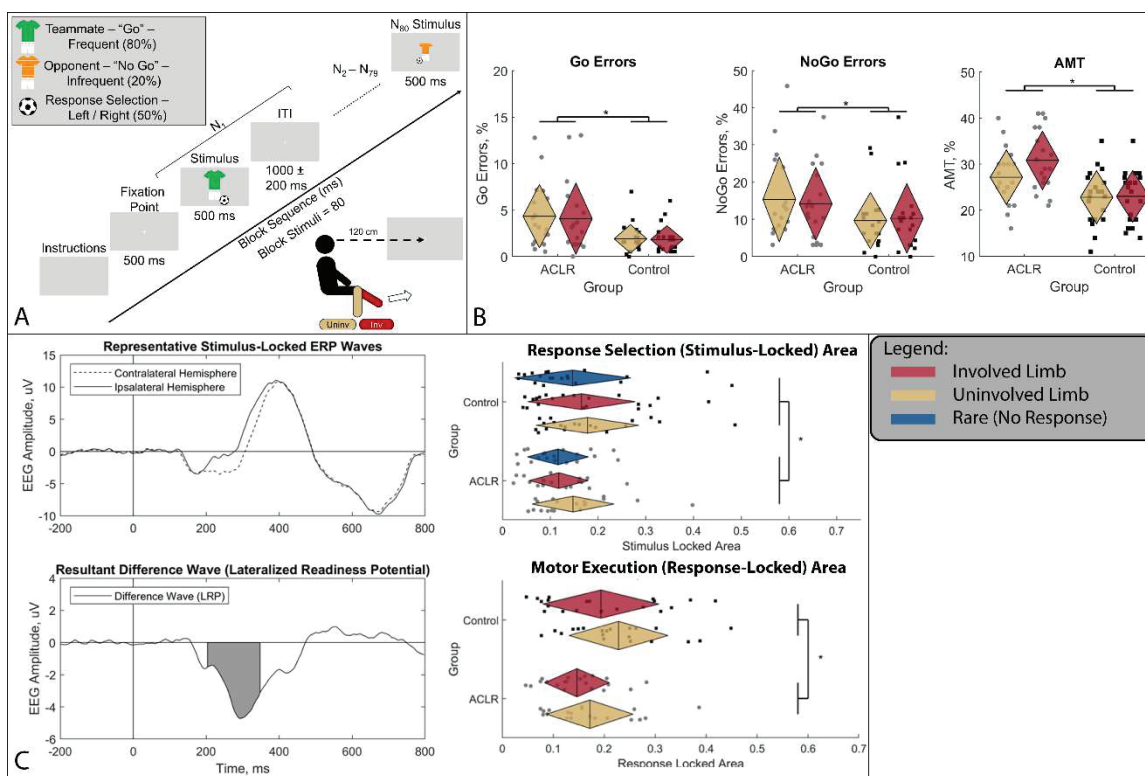 Teammate – “Go” –
Frequent (80%)
Opponent – “No Go” –
Infrequent (20%)
Response Selection –
Left / Right (50%)
Instructions
Fixation
Point
500 ms
Stimulus
500 ms
N₁
ITI
1000 ±
200 ms
N₂ – N₇₉
N₈₀ Stimulus
500 ms
Block Sequence (ms)
Block Stimuli = 80
120 cm
Uninv
Inv
A
B
Go Errors
Go Errors, %
15
10
5
0
*
ACLR
Control
Group
NoGo Errors
NoGo Errors, %
50
40
30
20
10
0
*
ACLR
Control
Group
AMT
AMT, %
50
40
30
20
10
*
ACLR
Control
Group
Representative Stimulus-Locked ERP Waves
Contralateral Hemisphere
Ipsalateral Hemisphere
EEG Amplitude, uV
15
10
5
0
-5
-10
-200 0 200 400 600 800
Resultant Difference Wave (Lateralized Readiness Potential)
Difference Wave (LRP)
EEG Amplitude, uV
4
2
0
-2
-4
-6
-200 0 200 400 600 800
Time, ms
C
Response Selection (Stimulus-Locked) Area
Control
Group
ACLR
*
0 0.1 0.2 0.3 0.4 0.5 0.6 0.7
Stimulus Locked Area
Motor Execution (Response-Locked) Area
Control
Group
ACLR
*
0 0.1 0.2 0.3 0.4 0.5 0.6 0.7
Response Locked Area
Legend:
Involved Limb
Uninvolved Limb
Rare (No Response)